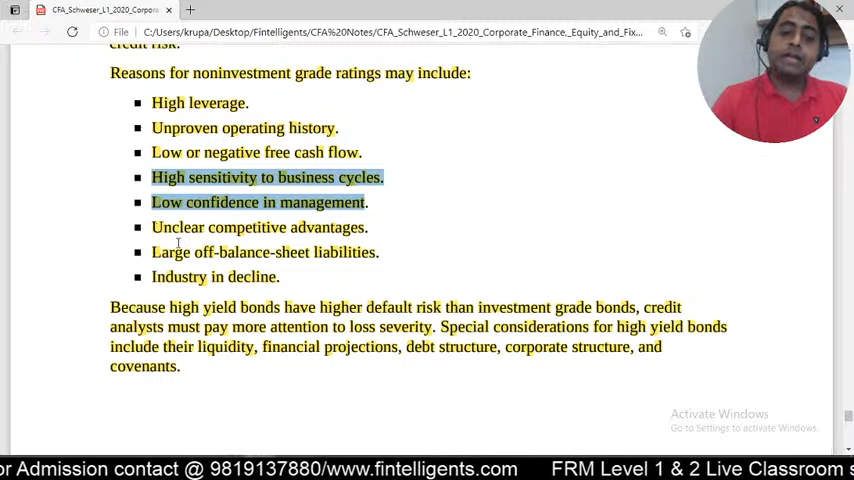 CFA_Schweser_L1_2020_Corpora
File
C:/Users/krupa/Desktop/Fintelligents/CFA%20Notes/CFA_Schweser_L1_2020_Corporate_Finance,_Equity_and_Fix...
credit risk.
Reasons for noninvestment grade ratings may include:
High leverage.
Unproven operating history.
Low or negative free cash flow.
High sensitivity to business cycles.
Low confidence in management.
Unclear competitive advantages.
Large off-balance-sheet liabilities.
Industry in decline.
Because high yield bonds have higher default risk than investment grade bonds, credit
analysts must pay more attention to loss severity. Special considerations for high yield bonds
include their liquidity, financial projections, debt structure, corporate structure, and
covenants.
Activate Windows
Go to Settings to activate Windows.
or Admission contact @ 9819137880/www.fintelligents.com FRM Level 1 & 2 Live Classroom s